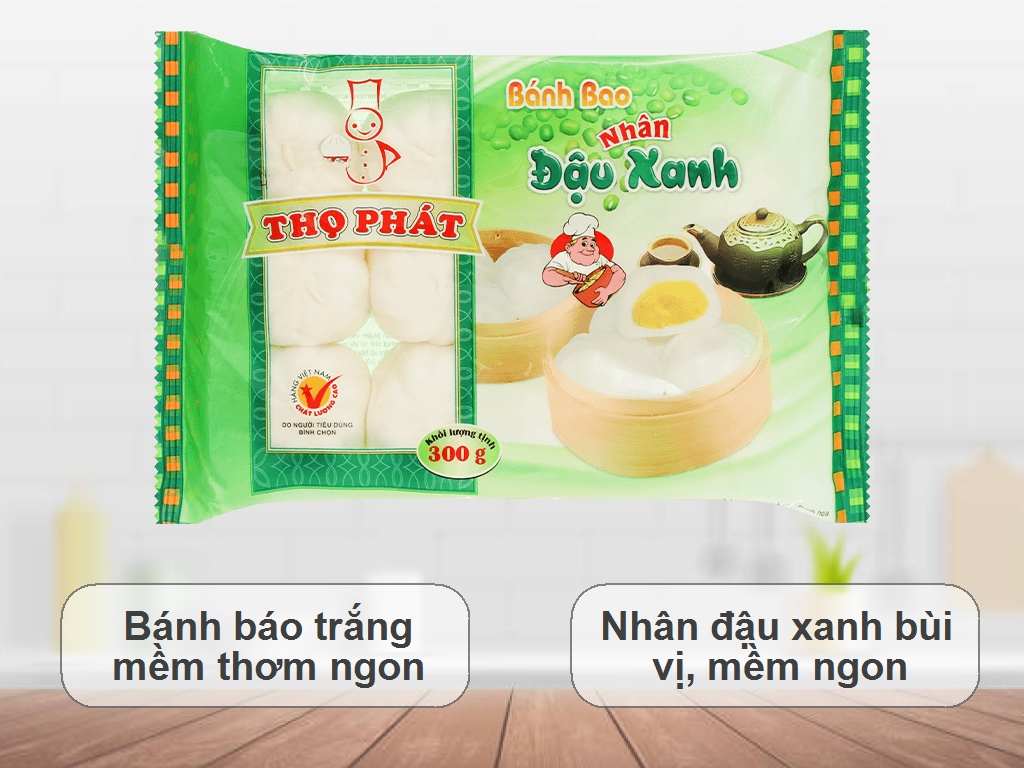 Bánh Bao
Nhân
Đậu Xanh
THỌ PHÁT
HÀNG VIỆT NAM
CHẤT LƯỢNG CAO
DO NGƯỜI TIÊU DÙNG
BÌNH CHỌN
Khối lượng tịnh
300 g
Bánh báo trắng
mềm thơm ngon
Nhân đậu xanh bùi
vị, mềm ngon